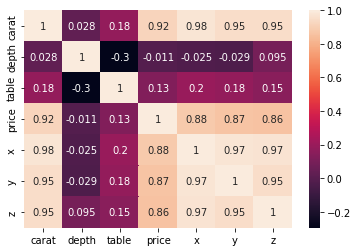 carat 1 0.028 0.18 0.92 0.98 0.95 0.95
depth 0.028 1 -0.3 -0.011 -0.025 -0.029 0.095
table 0.18 -0.3 1 0.13 0.2 0.18 0.15
price 0.92 -0.011 0.13 1 0.88 0.87 0.86
x 0.98 -0.025 0.2 0.88 1 0.97 0.97
y 0.95 -0.029 0.18 0.87 0.97 1 0.95
z 0.95 0.095 0.15 0.86 0.97 0.95 1
carat depth table price x y z
1.0
0.8
0.6
0.4
0.2
0.0
−0.2